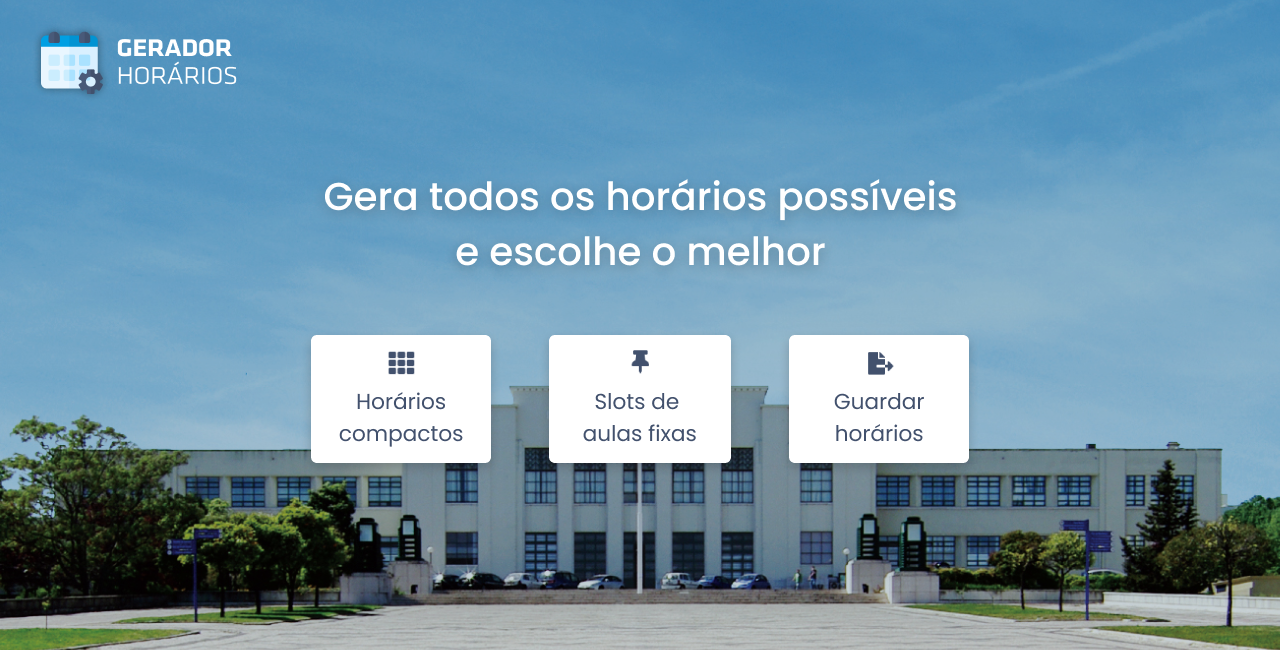 GERADOR
HORÁRIOS
Gera todos os horários possíveis
e escolhe o melhor
Horários
compactos
Slots de
aulas fixas
Guardar
horários